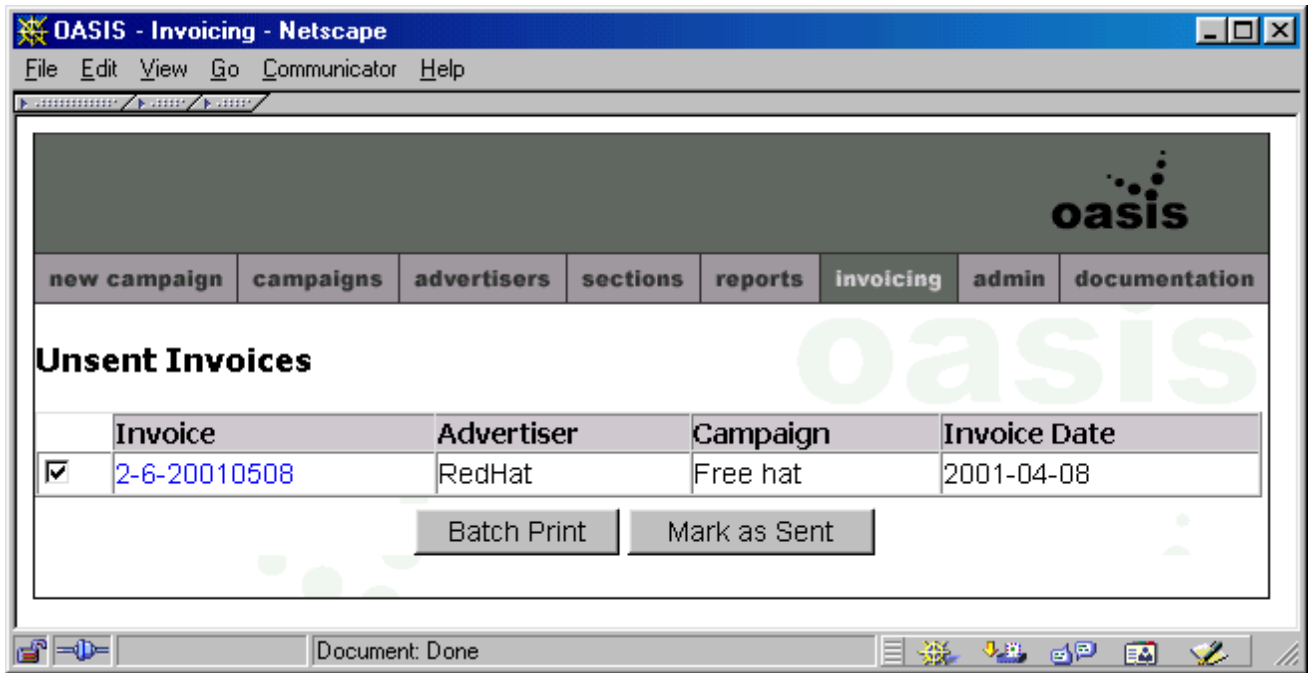 OASIS - Invoicing - Netscape
File Edit View Go Communicator Help
oasis
new campaign campaigns advertisers sections reports invoicing admin documentation
oasis
Unsent Invoices
Invoice Advertiser Campaign Invoice Date
2-6-20010508 RedHat Free hat 2001-04-08
Batch Print Mark as Sent
Document: Done